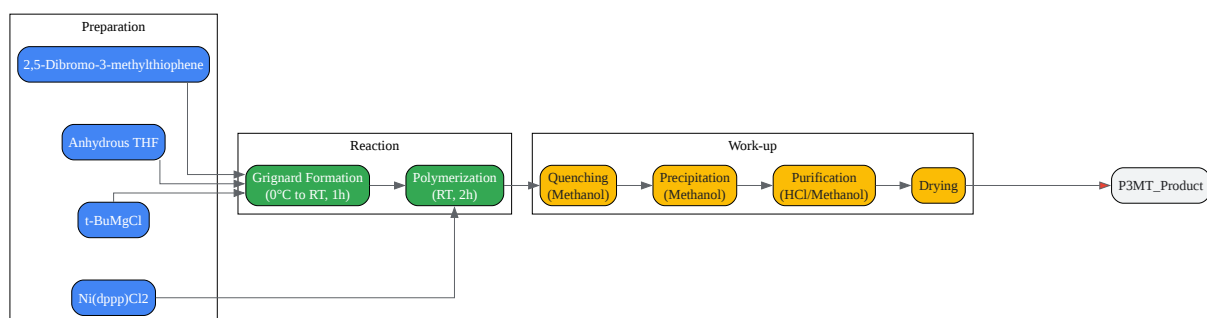 Preparation
2,5-Dibromo-3-methylthiophene
Anhydrous THF
t-BuMgCl
Ni(dppp)Cl2
Reaction
Grignard Formation
(0°C to RT, 1h)
Polymerization
(RT, 2h)
Work-up
Quenching
(Methanol)
Precipitation
(Methanol)
Purification
(HCl/Methanol)
Drying
P3MT_Product